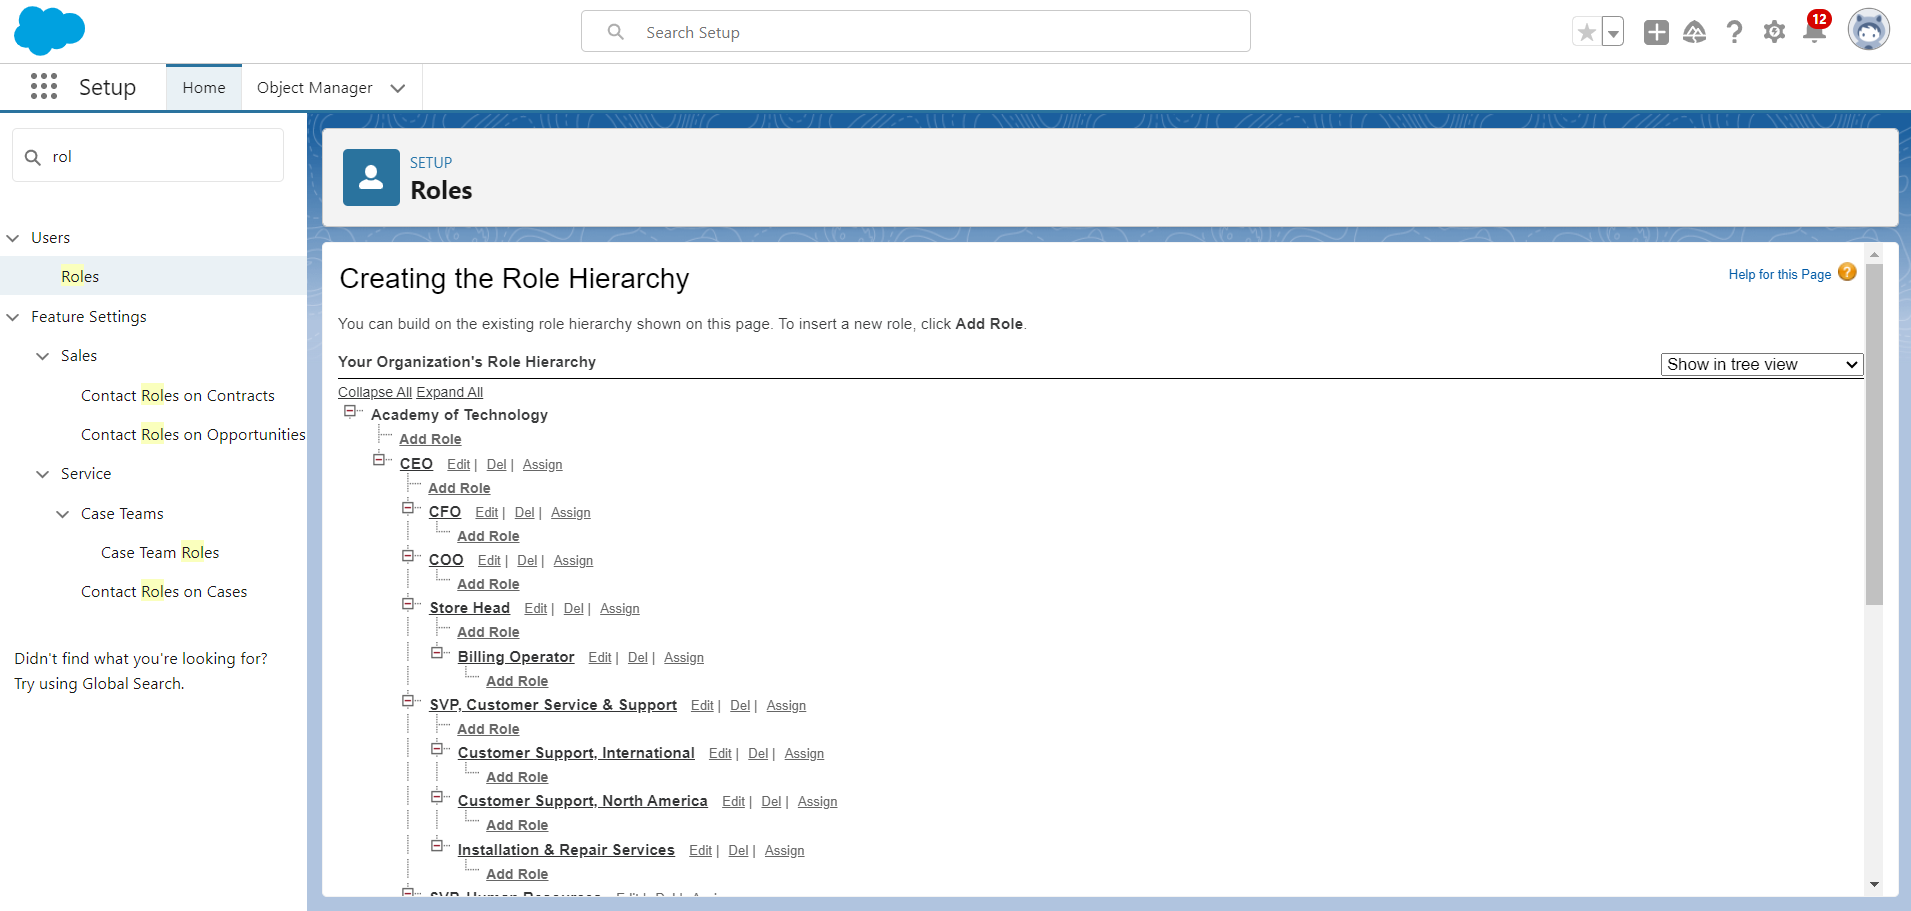 Search Setup
12
Setup
Home
Object Manager
rol
Users
Roles
Feature Settings
Sales
Contact Roles on Contracts
Contact Roles on Opportunities
Service
Case Teams
Case Team Roles
Contact Roles on Cases
Didn't find what you're looking for?
Try using Global Search.
SETUP
Roles
Creating the Role Hierarchy
Help for this Page ?
You can build on the existing role hierarchy shown on this page. To insert a new role, click Add Role.
Your Organization's Role Hierarchy
Show in tree view
Collapse All Expand All
Academy of Technology
Add Role
CEO Edit | Del | Assign
Add Role
CFO Edit | Del | Assign
Add Role
COO Edit | Del | Assign
Add Role
Store Head Edit | Del | Assign
Add Role
Billing Operator Edit | Del | Assign
Add Role
SVP, Customer Service & Support Edit | Del | Assign
Add Role
Customer Support, International Edit | Del | Assign
Add Role
Customer Support, North America Edit | Del | Assign
Add Role
Installation & Repair Services Edit | Del | Assign
Add Role
SVP, Human Resources Edit | Del | Assign